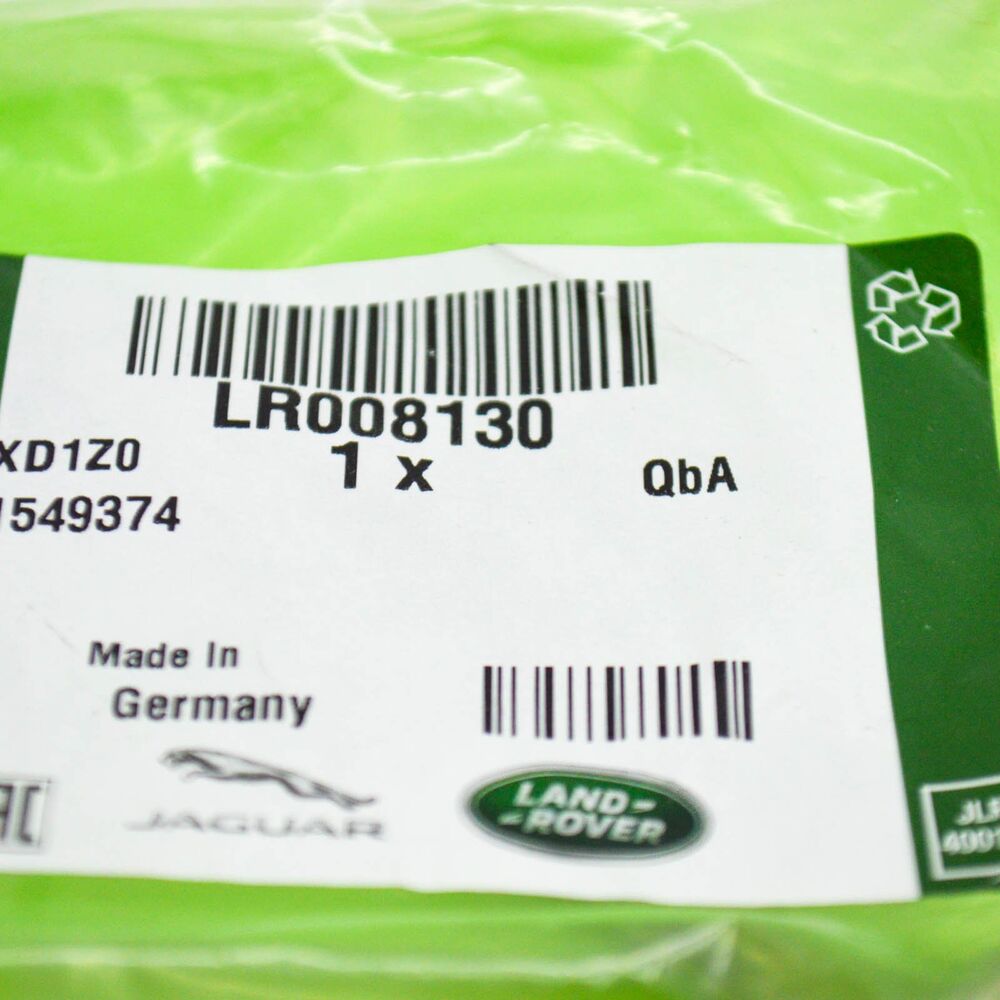 LR008130
XD1Z0
1 x
QbA
1549374
Made In
Germany
JAGUAR
LAND-
-ROVER